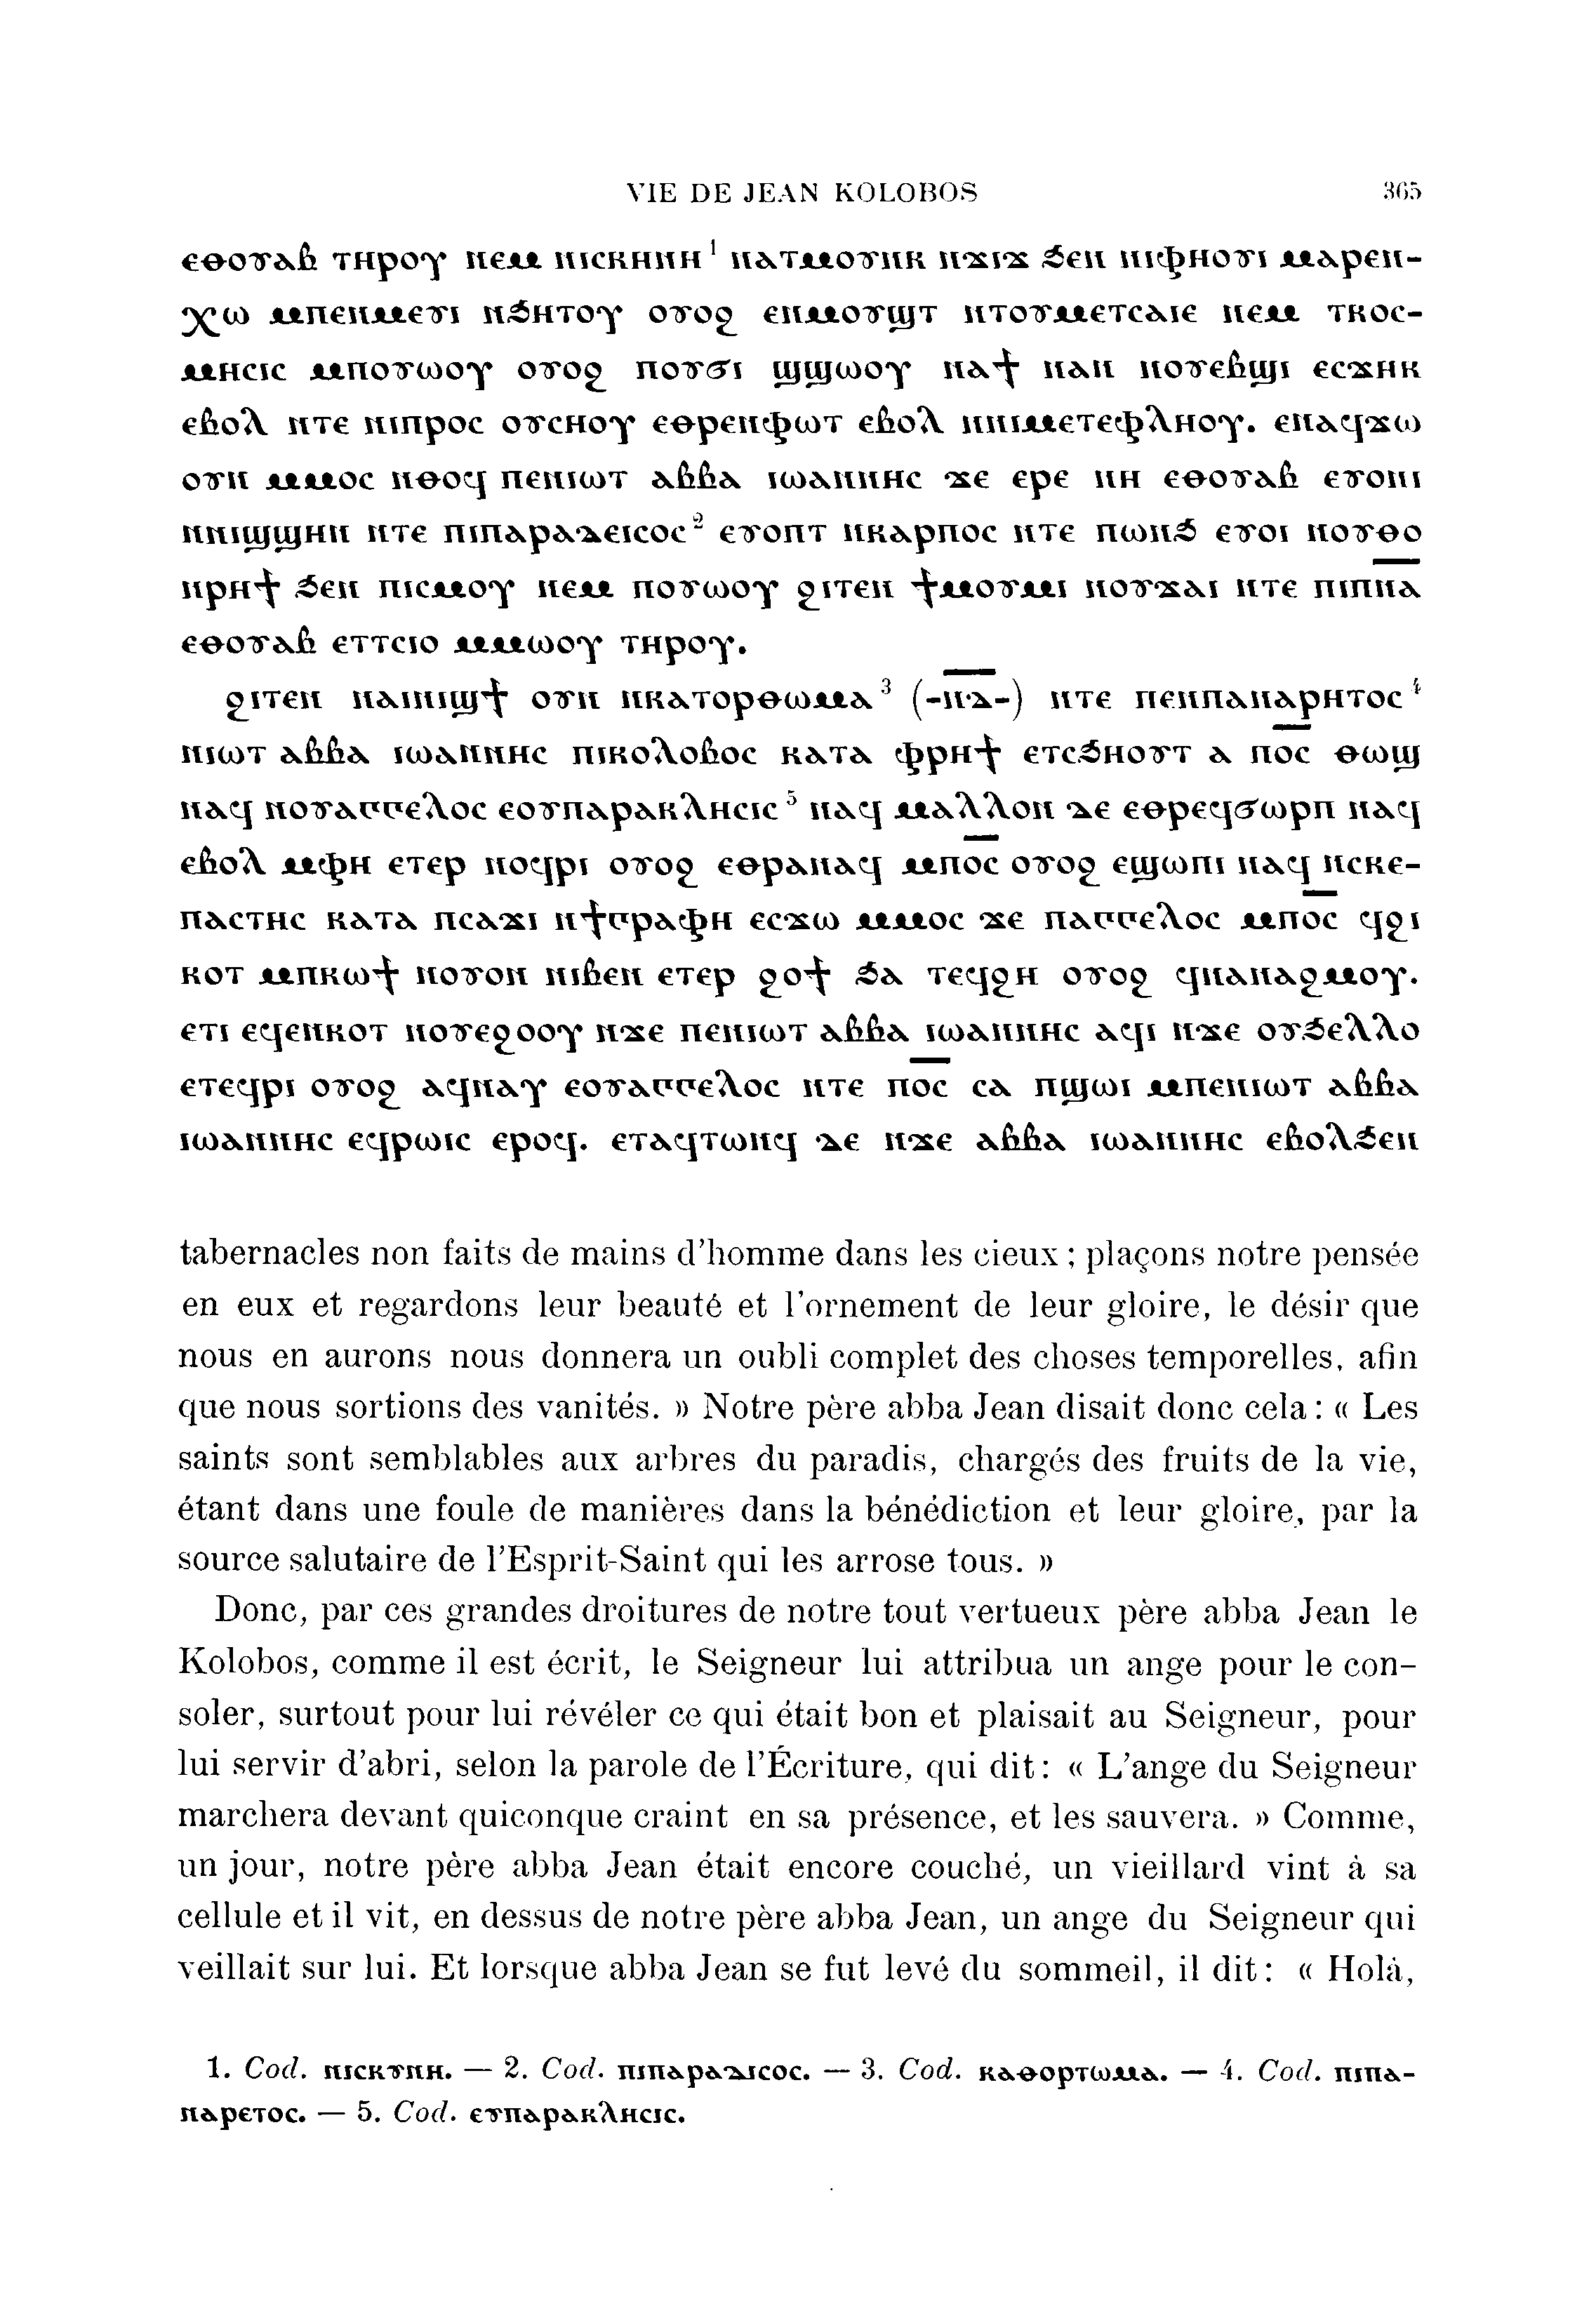 VIE DE JEAN KOLOBOS 365
ⲉⲑⲟⲩⲁⲃ ⲧⲏⲣⲟⲩ ⲛⲉⲙ ⲛⲓⲥⲕⲏⲛⲏ¹ ⲛⲁⲧⲙⲟⲩⲛⲕ ⲛϫⲓϫ ϧⲉⲛ ⲛⲓⲫⲏⲟⲩⲓ ⲙⲁⲣⲉⲛ-
ⲭⲱ ⲙⲡⲉⲛⲙⲉⲩⲓ ⲛϧⲏⲧⲟⲩ ⲟⲩⲟϩ ⲉⲛⲙⲟⲩϣⲧ ⲛⲧⲟⲩⲙⲉⲧⲥⲁⲓⲉ ⲛⲉⲙ ⲧⲕⲟⲥ-
ⲙⲏⲥⲓⲥ ⲙⲡⲟⲩⲱⲟⲩ ⲟⲩⲟϩ ⲡⲟⲩϭⲓ ϣϣⲱⲟⲩ ⲛⲁϯ ⲛⲁⲛ ⲛⲟⲩⲉⲃϣⲓ ⲉⲥϫⲏⲕ
ⲉⲃⲟⲗ ⲛⲧⲉ ⲛⲓⲡⲣⲟⲥ ⲟⲩⲥⲏⲟⲩ ⲉⲑⲣⲉⲛⲫⲱⲧ ⲉⲃⲟⲗ ⲛⲛⲓⲙⲉⲧⲉⲫⲗⲏⲟⲩ. ⲉⲛⲁϥϫⲱ
ⲟⲩⲛ ⲙⲙⲟⲥ ⲛⲑⲟϥ ⲡⲉⲛⲓⲱⲧ ⲁⲃⲃⲁ ⲓⲱⲁⲛⲛⲏⲥ ϫⲉ ⲉⲣⲉ ⲛⲏ ⲉⲑⲟⲩⲁⲃ ⲉⲩⲟⲛⲓ
ⲛⲛⲓϣϣⲏⲛ ⲛⲧⲉ ⲡⲓⲡⲁⲣⲁⲇⲉⲓⲥⲟⲥ² ⲉⲩⲟⲡⲧ ⲛⲕⲁⲣⲡⲟⲥ ⲛⲧⲉ ⲡⲱⲛϧ ⲉⲩⲟⲓ ⲛⲟⲩⲑⲟ
ⲛⲣⲏϯ ϧⲉⲛ ⲡⲓⲥⲙⲟⲩ ⲛⲉⲙ ⲡⲟⲩⲱⲟⲩ ϩⲓⲧⲉⲛ ϯⲙⲟⲩⲙⲓ ⲛⲟⲩϫⲁⲓ ⲛⲧⲉ ⲡⲓⲡ̅ⲛ̅ⲁ̅
ⲉⲑⲟⲩⲁⲃ ⲉⲧⲧⲥⲓⲟ ⲙⲙⲱⲟⲩ ⲧⲏⲣⲟⲩ.
ϩⲓⲧⲉⲛ ⲛⲁⲓⲛⲓϣϯ ⲟⲩⲛ ⲛⲕⲁⲧⲟⲣⲑⲱⲙⲁ³ (-ⲛ̅ⲇ̅-) ⲛⲧⲉ ⲡⲉⲛⲡⲁⲛⲁⲣⲏⲧⲟⲥ⁴
ⲛⲓⲱⲧ ⲁⲃⲃⲁ ⲓⲱⲁⲛⲛⲏⲥ ⲡⲓⲕⲟⲗⲟⲃⲟⲥ ⲕⲁⲧⲁ ⲫⲣⲏϯ ⲉⲧⲥϧⲏⲟⲩⲧ ⲁ ⲡ̅ⲟ̅ⲥ̅ ⲑⲱϣ
ⲛⲁϥ ⲛⲟⲩⲁⲅⲅⲉⲗⲟⲥ ⲉⲟⲩⲡⲁⲣⲁⲕⲗⲏⲥⲓⲥ⁵ ⲛⲁϥ ⲙⲁⲗⲗⲟⲛ ⲇⲉ ⲉⲑⲣⲉϥϭⲱⲣⲡ ⲛⲁϥ
ⲉⲃⲟⲗ ⲙⲫⲏ ⲉⲧⲉⲣ ⲛⲟϥⲣⲓ ⲟⲩⲟϩ ⲉⲑⲣⲁⲛⲁϥ ⲙⲡ̅ⲟ̅ⲥ̅ ⲟⲩⲟϩ ⲉϣⲱⲡⲓ ⲛⲁϥ ⲛⲥⲕⲉ-
ⲡⲁⲥⲧⲏⲥ ⲕⲁⲧⲁ ⲡⲥⲁϫⲓ ⲛϯⲅⲣⲁⲫⲏ ⲉⲥϫⲱ ⲙⲙⲟⲥ ϫⲉ ⲡⲁⲅⲅⲉⲗⲟⲥ ⲙⲡ̅ⲟ̅ⲥ̅ ϥϩⲓ
ⲕⲟⲧ ⲙⲡⲕⲱϯ ⲛⲟⲩⲟⲛ ⲛⲓⲃⲉⲛ ⲉⲧⲉⲣ ϩⲟϯ ϧⲁ ⲧⲉϥϩⲏ ⲟⲩⲟϩ ϥⲛⲁⲛⲁϩⲙⲟⲩ.
ⲉⲧⲓ ⲉϥⲉⲛⲕⲟⲧ ⲛⲟⲩⲉϩⲟⲟⲩ ⲛϫⲉ ⲡⲉⲛⲓⲱⲧ ⲁⲃⲃⲁ ⲓⲱⲁⲛⲛⲏⲥ ⲁϥⲓ ⲛϫⲉ ⲟⲩϧⲉⲗⲗⲟ
ⲉⲧⲉϥⲣⲓ ⲟⲩⲟϩ ⲁϥⲛⲁⲩ ⲉⲟⲩⲁⲅⲅⲉⲗⲟⲥ ⲛⲧⲉ ⲡ̅ⲟ̅ⲥ̅ ⲥⲁ ⲡϣⲱⲓ ⲙⲡⲉⲛⲓⲱⲧ ⲁⲃⲃⲁ
ⲓⲱⲁⲛⲛⲏⲥ ⲉϥⲣⲱⲓⲥ ⲉⲣⲟϥ. ⲉⲧⲁϥⲧⲱⲛϥ ⲇⲉ ⲛϫⲉ ⲁⲃⲃⲁ ⲓⲱⲁⲛⲛⲏⲥ ⲉⲃⲟⲗϧⲉⲛ
tabernacles non faits de mains d'homme dans les cieux ; plaçons notre pensée
en eux et regardons leur beauté et l'ornement de leur gloire, le désir que
nous en aurons nous donnera un oubli complet des choses temporelles, afin
que nous sortions des vanités. » Notre père abba Jean disait donc cela : « Les
saints sont semblables aux arbres du paradis, chargés des fruits de la vie,
étant dans une foule de manières dans la bénédiction et leur gloire, par la
source salutaire de l'Esprit-Saint qui les arrose tous. »
Donc, par ces grandes droitures de notre tout vertueux père abba Jean le
Kolobos, comme il est écrit, le Seigneur lui attribua un ange pour le con-
soler, surtout pour lui révéler ce qui était bon et plaisait au Seigneur, pour
lui servir d'abri, selon la parole de l'Écriture, qui dit : « L'ange du Seigneur
marchera devant quiconque craint en sa présence, et les sauvera. » Comme,
un jour, notre père abba Jean était encore couché, un vieillard vint à sa
cellule et il vit, en dessus de notre père abba Jean, un ange du Seigneur qui
veillait sur lui. Et lorsque abba Jean se fut levé du sommeil, il dit : « Holà,
1. Cod. ⲛⲓⲥⲕⲩⲛⲏ. — 2. Cod. ⲡⲓⲡⲁⲣⲁⲇⲓⲥⲟⲥ. — 3. Cod. ⲕⲁⲑⲟⲣⲧⲱⲙⲁ. — 4. Cod. ⲡⲓⲡⲁ-
ⲛⲁⲣⲉⲧⲟⲥ. — 5. Cod. ⲉⲩⲡⲁⲣⲁⲕⲗⲏⲥⲓⲥ.